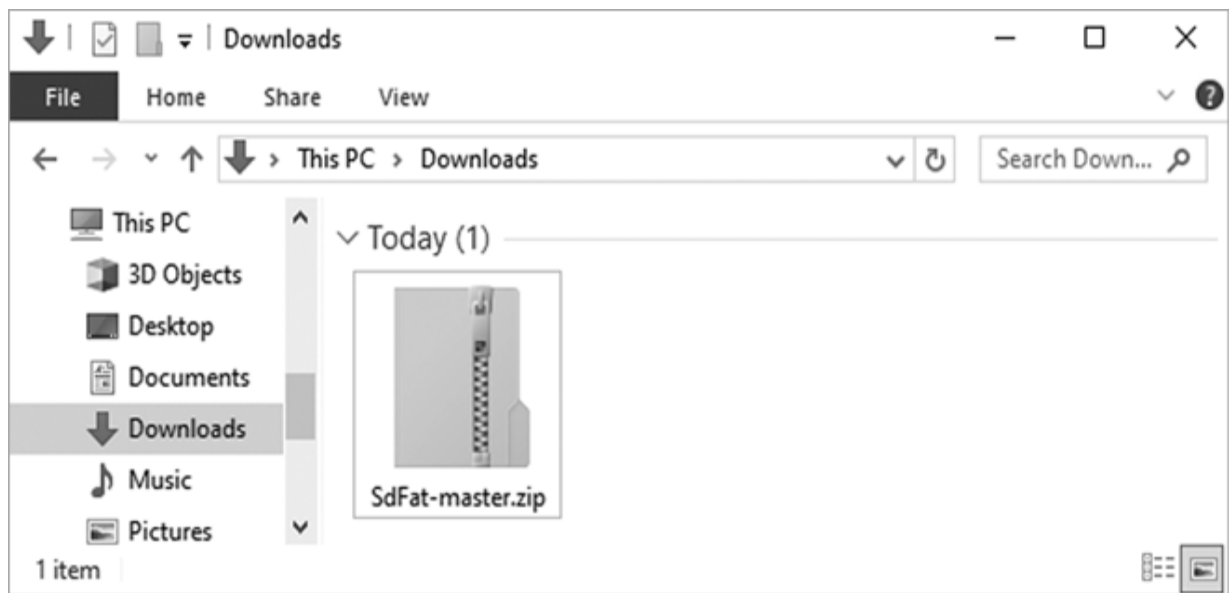 Downloads
File Home Share View
This PC > Downloads
Search Down...
This PC
3D Objects
Desktop
Documents
Downloads
Music
Pictures
Today (1)
SdFat-master.zip
1 item